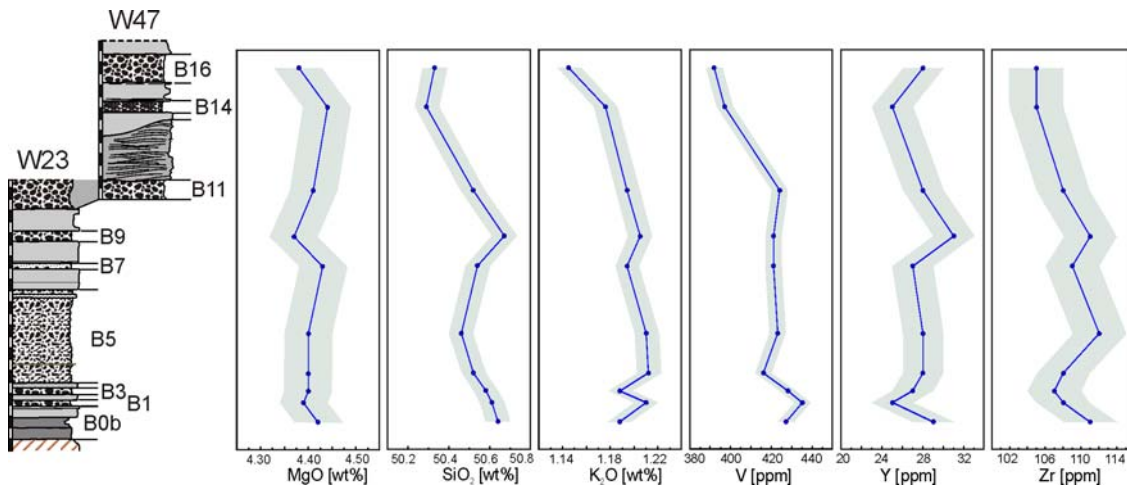 W47
B16
B14
W23
B11
B9
B7
B5
B3
B1
B0b
4.30 4.40 4.50
MgO [wt%]
50.2 50.4 50.6 50.8
SiO₂ [wt%]
1.14 1.18 1.22
K₂O [wt%]
380 400 420 440
V [ppm]
20 24 28 32
Y [ppm]
102 106 110 114
Zr [ppm]